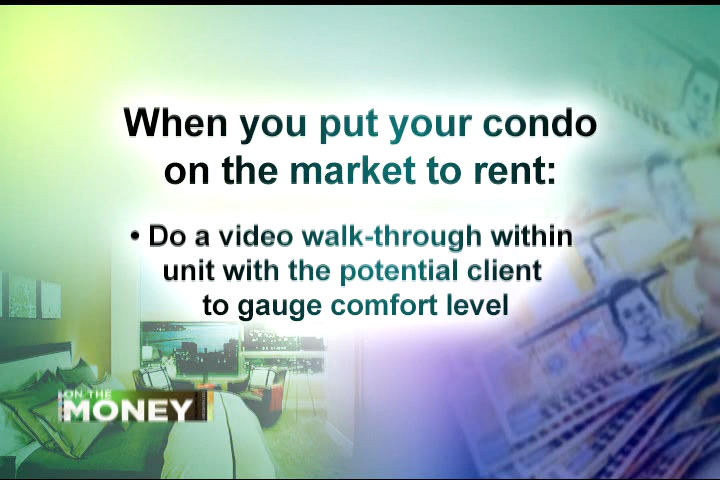 When you put your condo
on the market to rent:
• Do a video walk-through within
unit with the potential client
to gauge comfort level
ON THE
MONEY